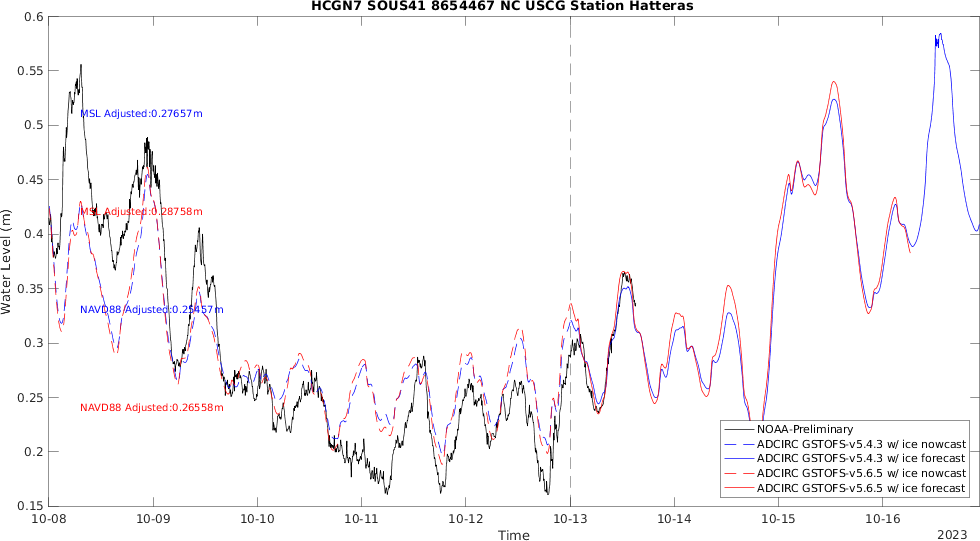 HCGN7 SOUS41 8654467 NC USCG Station Hatteras
Water Level (m)
0.6
0.55
0.5
0.45
0.4
0.35
0.3
0.25
0.2
0.15
MSL Adjusted:0.27657m
MSL Adjusted:0.28758m
NAVD88 Adjusted:0.25457m
NAVD88 Adjusted:0.26558m
NOAA-Preliminary
ADCIRC GSTOFS-v5.4.3 w/ ice nowcast
ADCIRC GSTOFS-v5.4.3 w/ ice forecast
ADCIRC GSTOFS-v5.6.5 w/ ice nowcast
ADCIRC GSTOFS-v5.6.5 w/ ice forecast
10-08 10-09 10-10 10-11 10-12 10-13 10-14 10-15 10-16
Time
2023